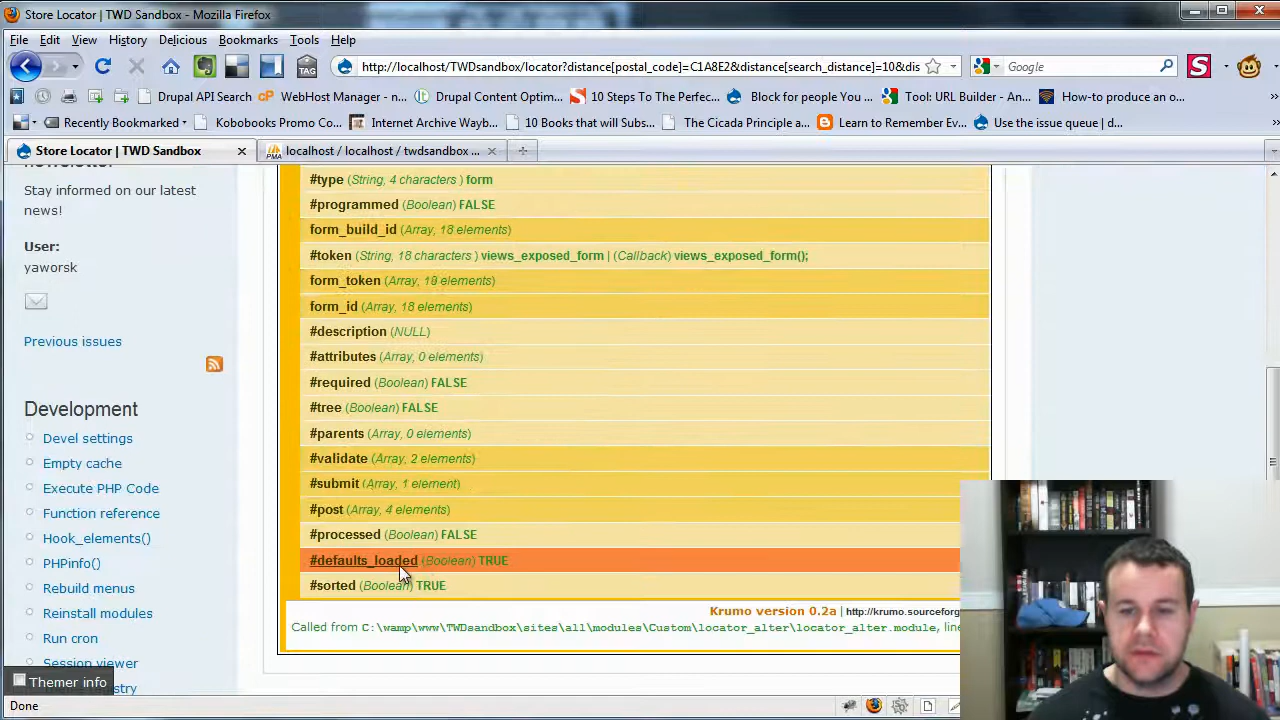 Store Locator | TWD Sandbox - Mozilla Firefox
File Edit View History Delicious Bookmarks Tools Help
http://localhost/TWDsandbox/locator?distance[postal_code]=C1A8E2&distance[search_distance]=10&dis
Google
Drupal API Search WebHost Manager - n... Drupal Content Optim... 10 Steps To The Perfec... Block for people You ... Tool: URL Builder - An... How-to produce an o...
Recently Bookmarked Kobobooks Promo Co... Internet Archive Wayb... 10 Books that will Subs... The Cicada Principla... Learn to Remember Ev... Use the issue queue | d...
Store Locator | TWD Sandbox localhost / localhost / twdsandbox ...
Stay informed on our latest
news!
User:
yaworsk
Previous issues
Development
Devel settings
Empty cache
Execute PHP Code
Function reference
Hook_elements()
PHPinfo()
Rebuild menus
Reinstall modules
Run cron
Session viewer
Themer info
#type (String, 4 characters ) form
#programmed (Boolean) FALSE
form_build_id (Array, 18 elements)
#token (String, 18 characters ) views_exposed_form | (Callback) views_exposed_form();
form_token (Array, 18 elements)
form_id (Array, 18 elements)
#description (NULL)
#attributes (Array, 0 elements)
#required (Boolean) FALSE
#tree (Boolean) FALSE
#parents (Array, 0 elements)
#validate (Array, 2 elements)
#submit (Array, 1 element)
#post (Array, 4 elements)
#processed (Boolean) FALSE
#defaults_loaded (Boolean) TRUE
#sorted (Boolean) TRUE
Krumo version 0.2a | http://krumo.sourceforg
Called from C:\wamp\www\TWDsandbox\sites\all\modules\Custom\locator_alter\locator_alter.module, line
Done